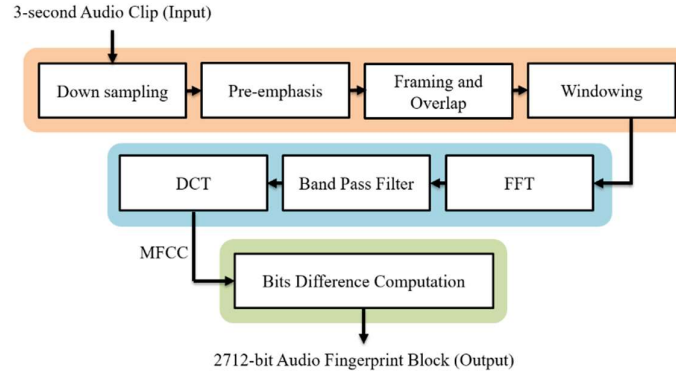 3-second Audio Clip (Input)
Down sampling
Pre-emphasis
Framing and
Overlap
Windowing
DCT
Band Pass Filter
FFT
MFCC
Bits Difference Computation
2712-bit Audio Fingerprint Block (Output)